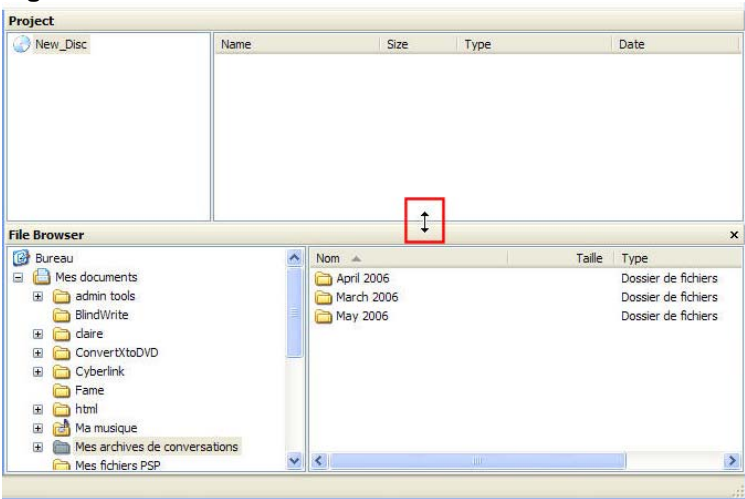 Project
New_Disc
Name Size Type Date
File Browser x
Bureau
Mes documents
admin tools
BlindWrite
claire
ConvertXtoDVD
Cyberlink
Fame
html
Ma musique
Mes archives de conversations
Mes fichiers PSP
Nom Taille Type
April 2006 Dossier de fichiers
March 2006 Dossier de fichiers
May 2006 Dossier de fichiers